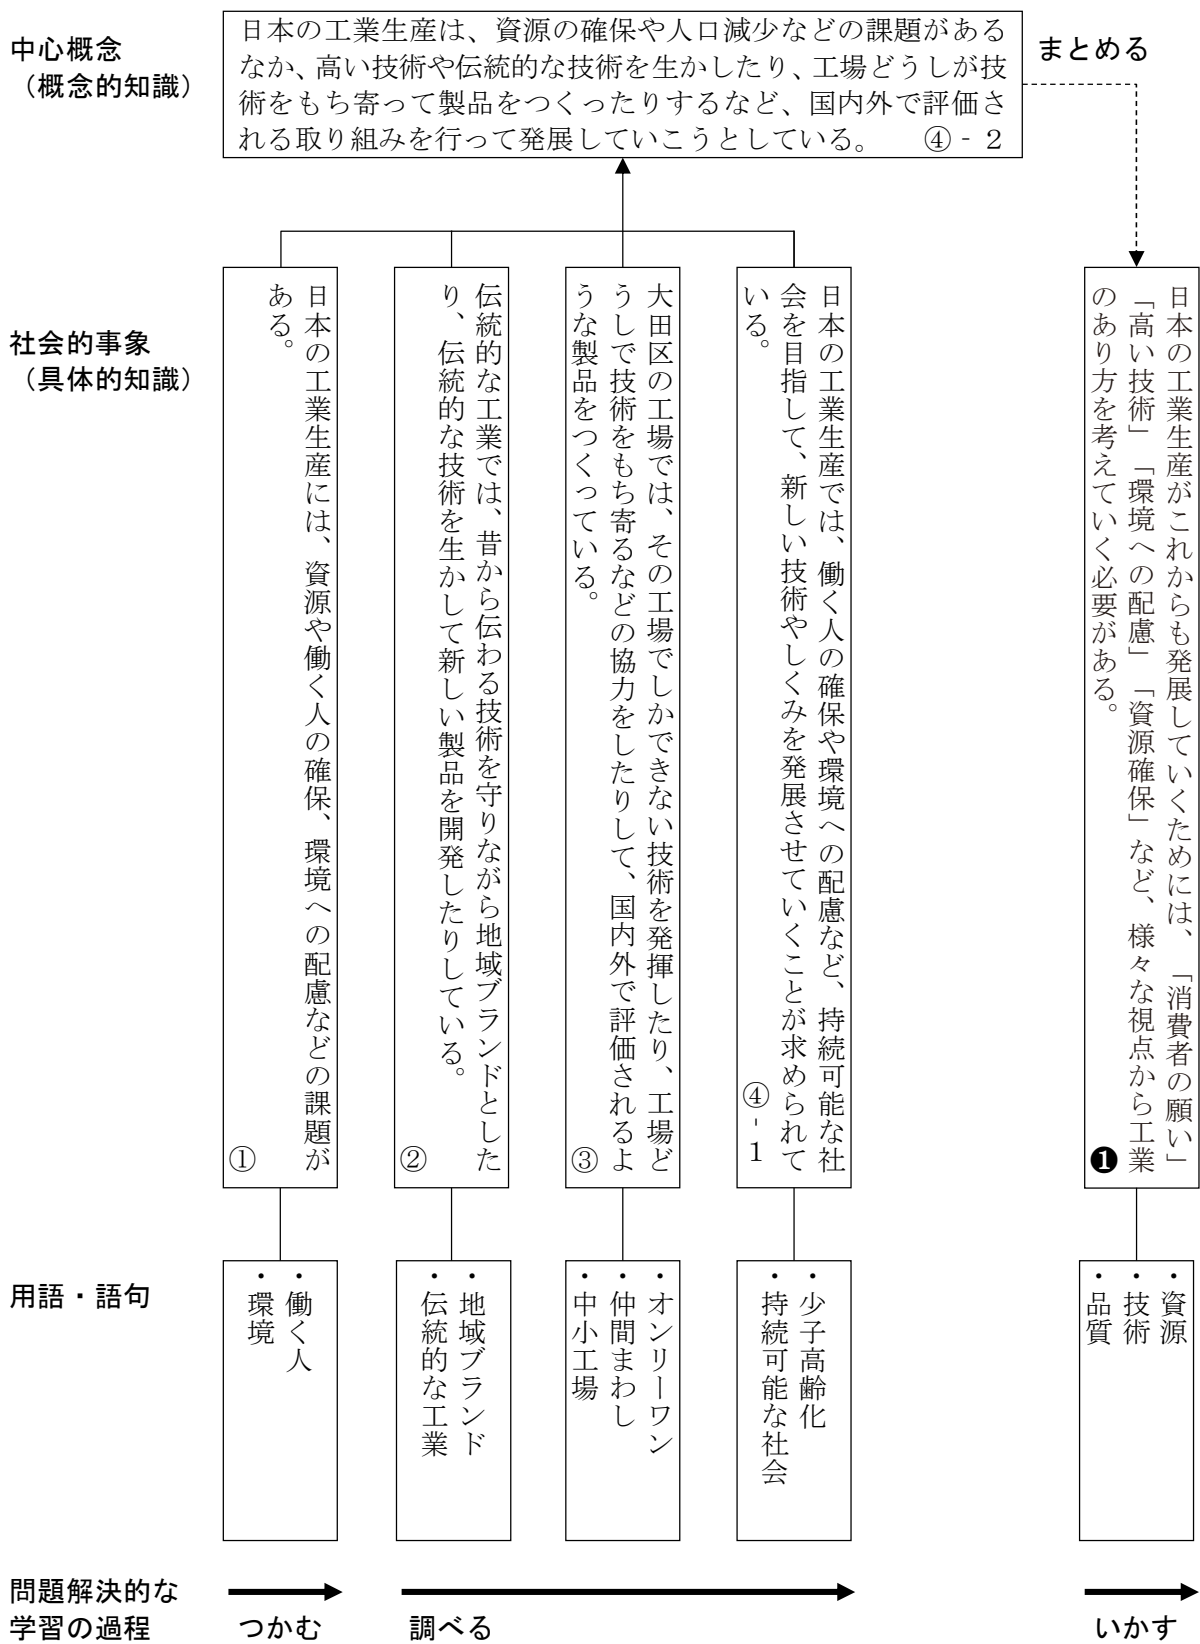 中心概念
（概念的知識）
日本の工業生産は、資源の確保や人口減少などの課題がある
なか、高い技術や伝統的な技術を生かしたり、工場どうしが技
術をもち寄って製品をつくったりするなど、国内外で評価さ
れる取り組みを行って発展していこうとしている。　④‐２
まとめる
社会的事象
（具体的知識）
日本の工業生産には、資源や働く人の確保、環境への配慮などの課題が
ある。
①
伝統的な工業では、昔から伝わる技術を守りながら地域ブランドとした
り、伝統的な技術を生かして新しい製品を開発したりしている。
②
大田区の工場では、その工場でしかできない技術を発揮したり、工場ど
うしで技術をもち寄るなどの協力をしたりして、国内外で評価されるよ
うな製品をつくっている。
③
日本の工業生産では、働く人の確保や環境への配慮など、持続可能な社
会を目指して、新しい技術やしくみを発展させていくことが求められて
いる。
④‐１
日本の工業生産がこれからも発展していくためには、「消費者の願い」
「高い技術」「環境への配慮」「資源確保」など、様々な視点から工業
のあり方を考えていく必要がある。
❶
用語・語句
・働く人
・環境
・地域ブランド
・伝統的な工業
・オンリーワン
・仲間まわし
・中小工場
・少子高齢化
・持続可能な社会
・資源
・技術
・品質
問題解決的な
学習の過程
つかむ
調べる
いかす